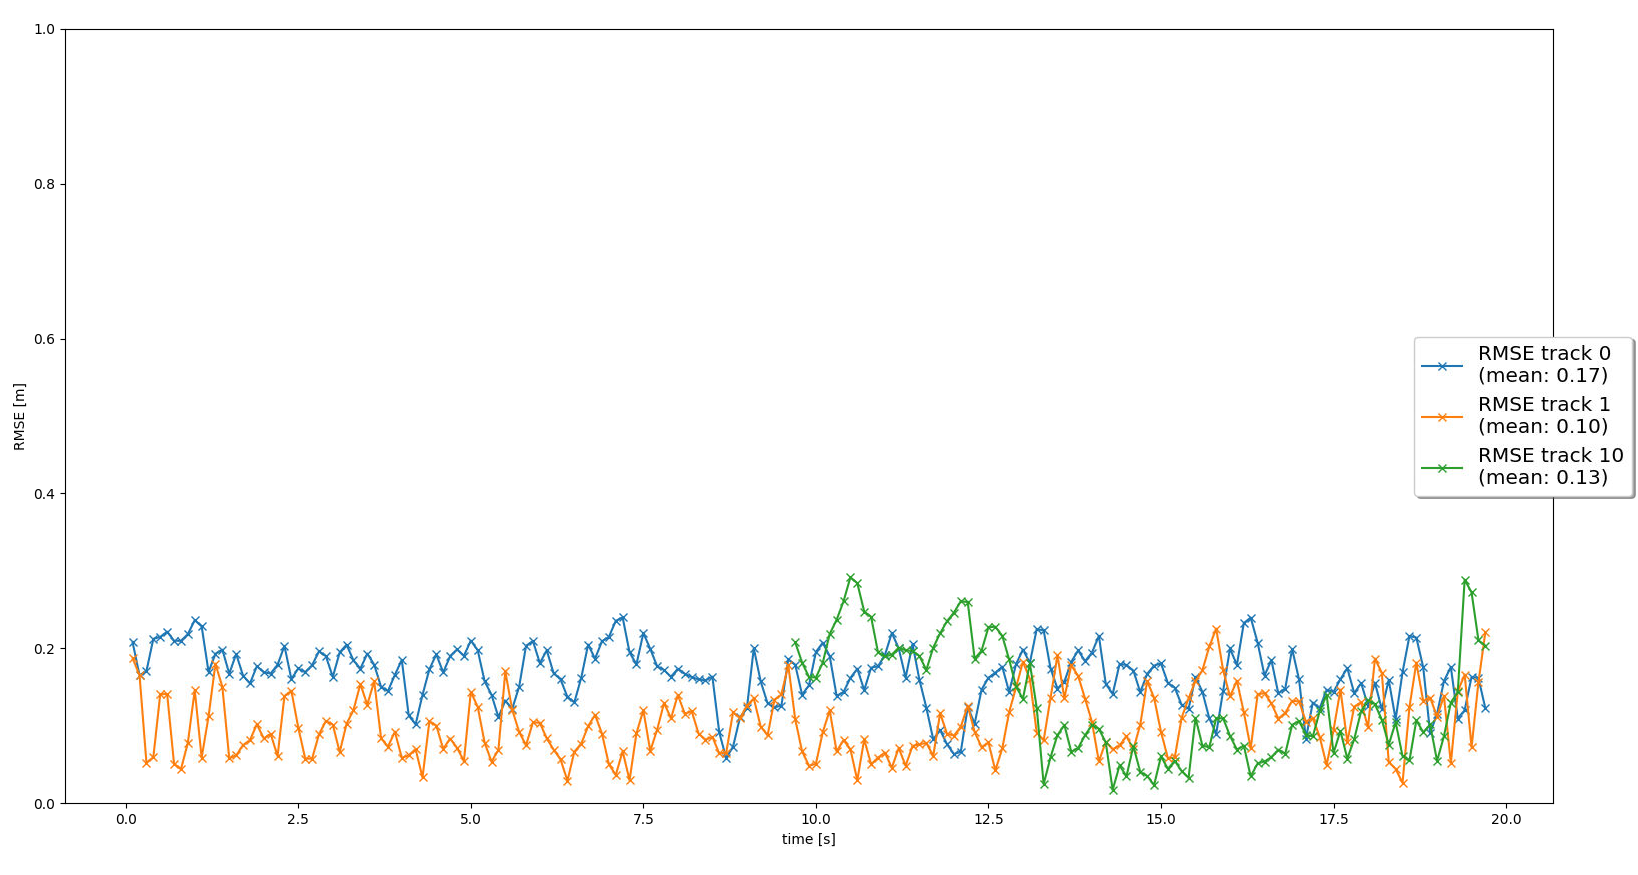 1.0
0.8
0.6
0.4
0.2
0.0
RMSE [m]
RMSE track 0
(mean: 0.17)
RMSE track 1
(mean: 0.10)
RMSE track 10
(mean: 0.13)
0.0 2.5 5.0 7.5 10.0 12.5 15.0 17.5 20.0
time [s]